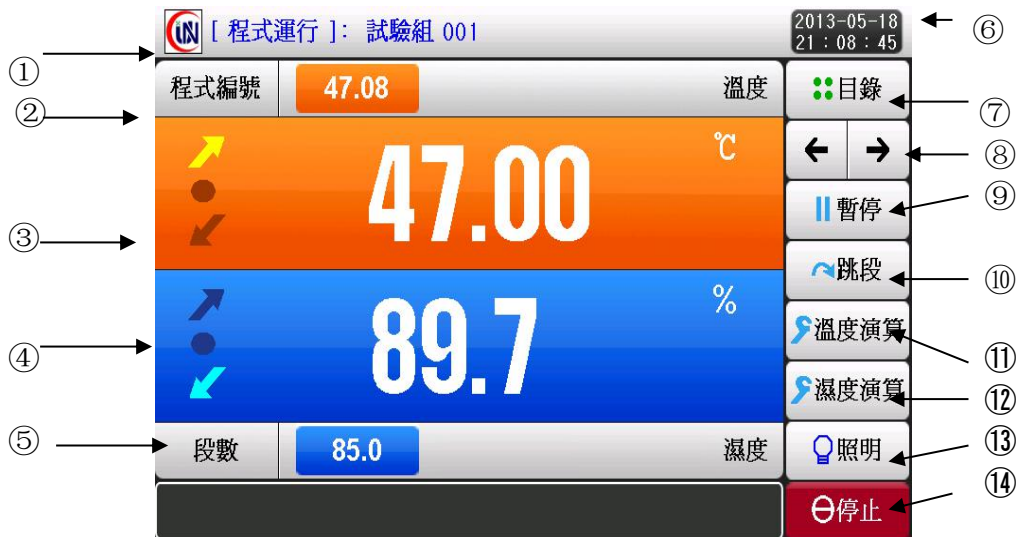 iN [ 程式運行 ]: 試驗組 001
2013-05-18
21 : 08 : 45
⑥
①
程式編號 47.08 溫度
目錄
⑦
②
47.00 ℃
← →
⑧
暫停
⑨
③
跳段
⑩
④
89.7 %
溫度演算
⑪
濕度演算
⑫
⑤
段數 85.0 濕度
照明
⑬
停止
⑭